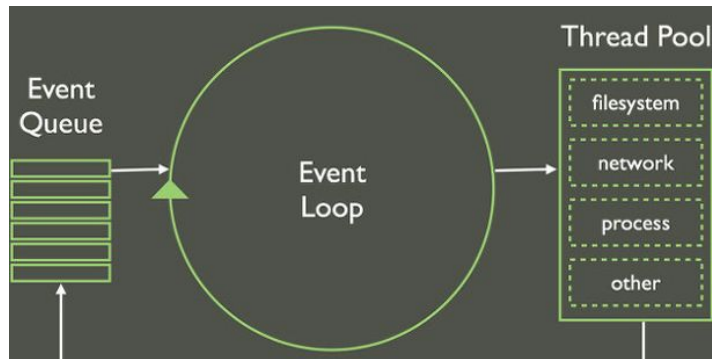 Event
Queue
Event
Loop
Thread Pool
filesystem
network
process
other